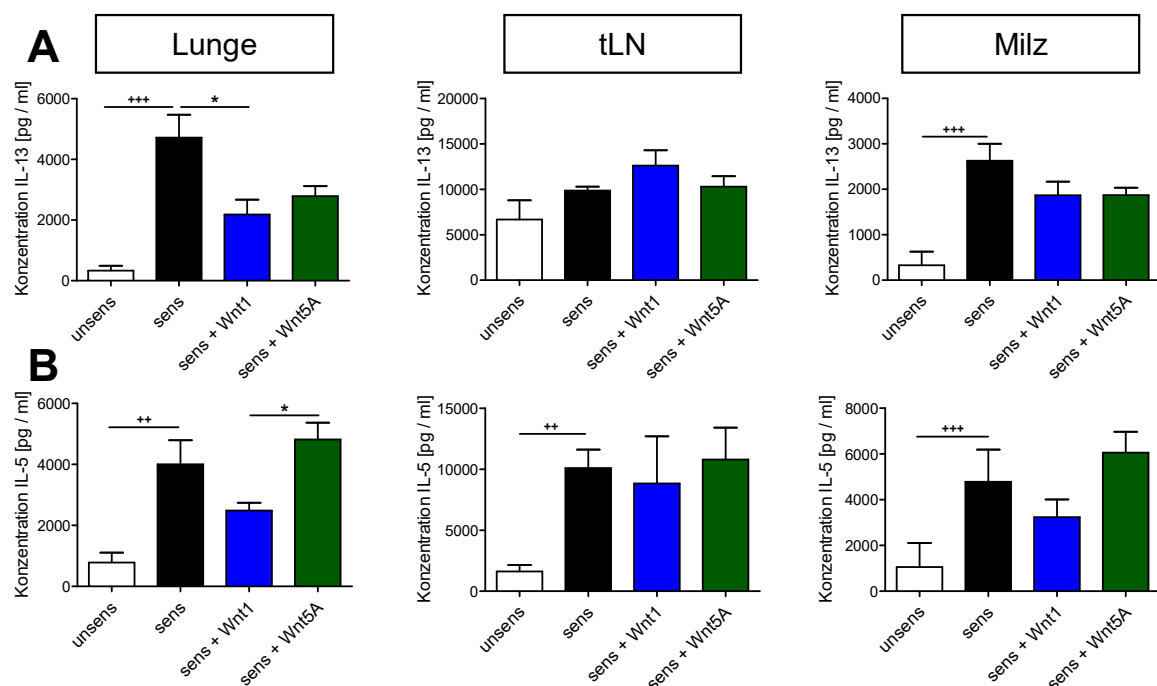 A
Lunge
tLN
Milz
Konzentration IL-13 [pg / ml]
6000
4000
2000
0
+++
*
unsens
sens
sens + Wnt1
sens + Wnt5A
Konzentration IL-13 [pg / ml]
20000
15000
10000
5000
0
unsens
sens
sens + Wnt1
sens + Wnt5A
Konzentration IL-13 [pg / ml]
4000
3000
2000
1000
0
+++
unsens
sens
sens + Wnt1
sens + Wnt5A
B
Konzentration IL-5 [pg / ml]
6000
4000
2000
0
++
*
unsens
sens
sens + Wnt1
sens + Wnt5A
Konzentration IL-5 [pg / ml]
15000
10000
5000
0
++
unsens
sens
sens + Wnt1
sens + Wnt5A
Konzentration IL-5 [pg / ml]
8000
6000
4000
2000
0
+++
unsens
sens
sens + Wnt1
sens + Wnt5A